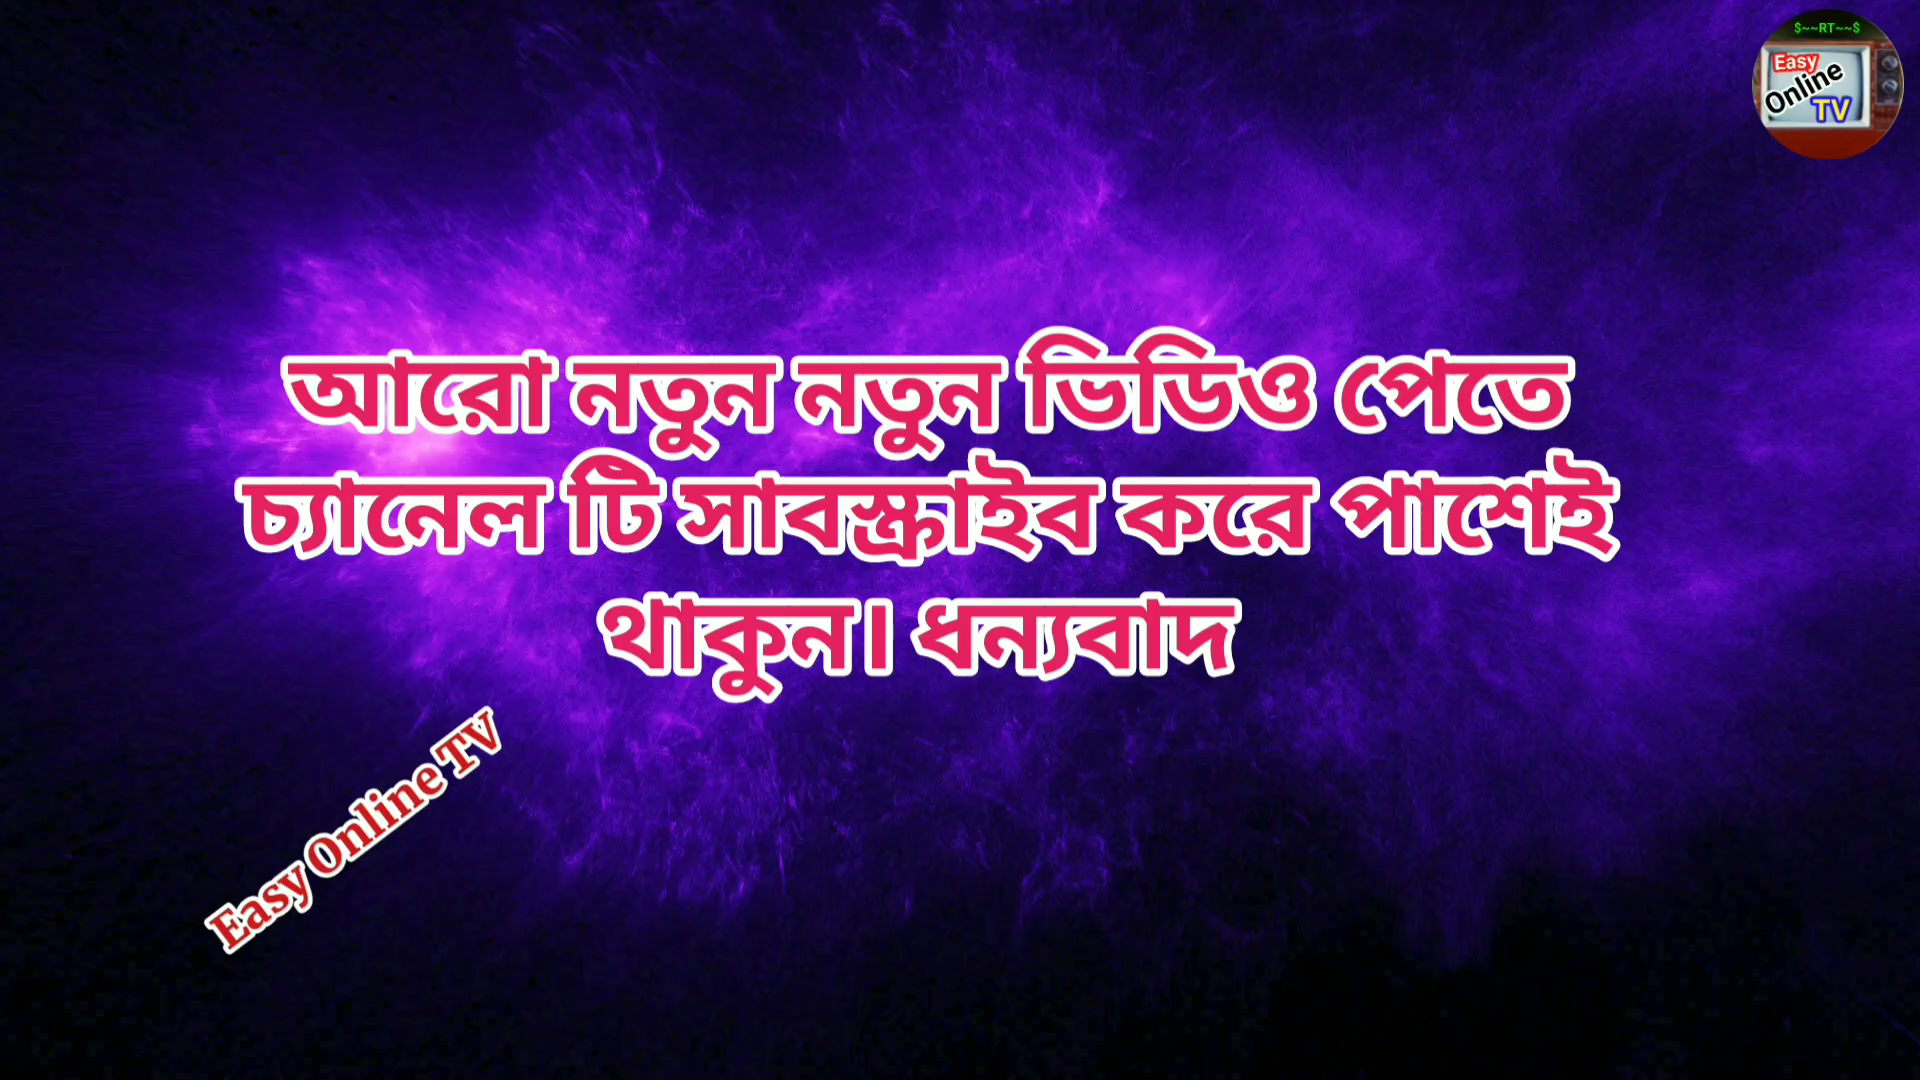 $~~RT~~$
Easy
Online
TV
আরো নতুন নতুন ভিডিও পেতে
চ্যানেল টি সাবস্ক্রাইব করে পাশেই
থাকুন। ধন্যবাদ
Easy Online TV